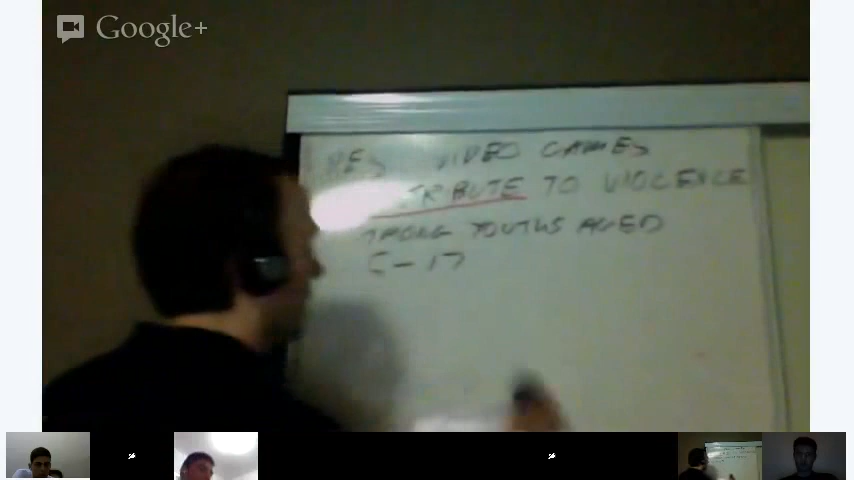 Google+
VIDEO GAMES
TRIBUTE TO VIOLENCE
AMONG YOUTHS AGED
- 17